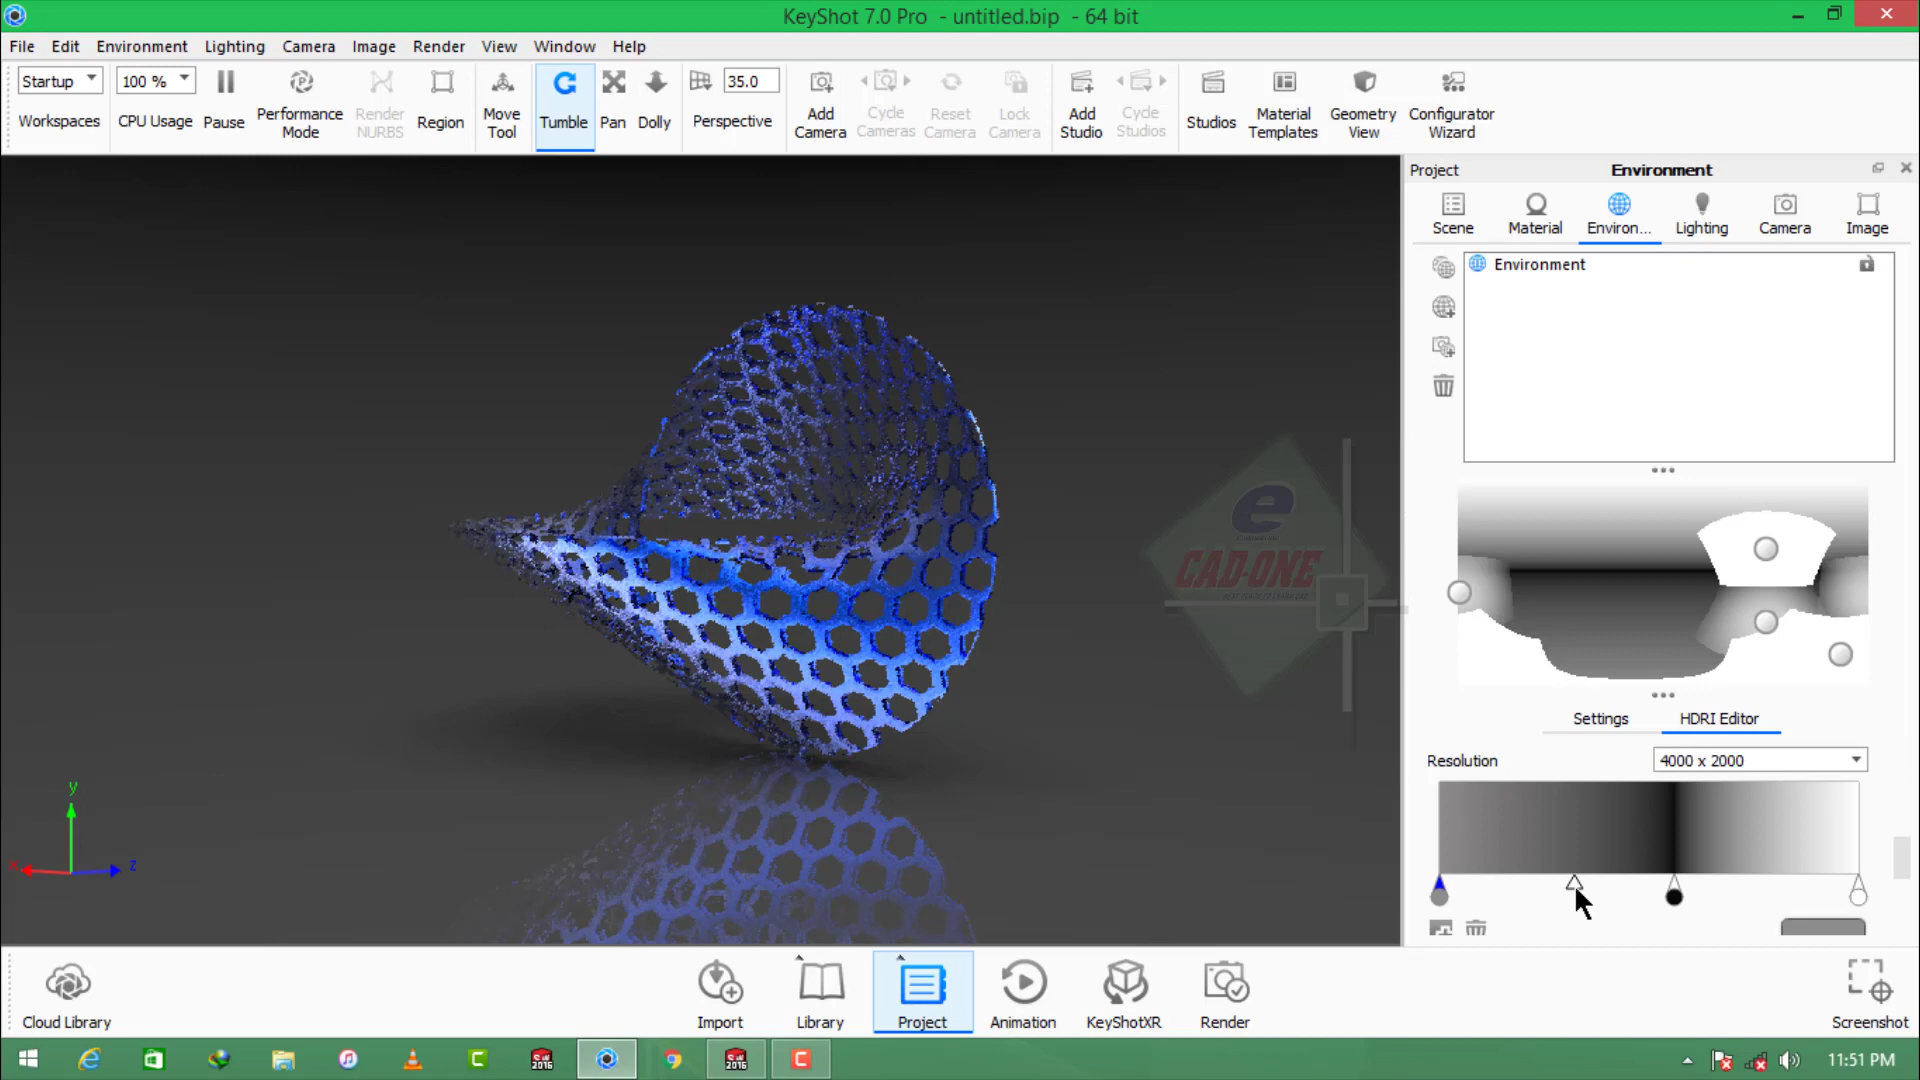 KeyShot 7.0 Pro - untitled.bip - 64 bit
File Edit Environment Lighting Camera Image Render View Window Help
Startup 100 % 35.0
Workspaces CPU Usage Pause Performance Mode Render NURBS Region Move Tool Tumble Pan Dolly Perspective Add Camera Cycle Cameras Reset Camera Lock Camera Add Studio Cycle Studios Studios Material Templates Geometry View Configurator Wizard
Project Environment
Scene Material Environ... Lighting Camera Image
Environment
e
CAD-ONE
Settings HDRI Editor
Resolution 4000 x 2000
y
x z
Cloud Library Import Library Project Animation KeyShotXR Render Screenshot
2016 2016 11:51 PM